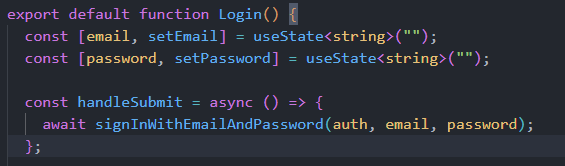 export default function Login() {
const [email, setEmail] = useState<string>("");
const [password, setPassword] = useState<string>("");
const handleSubmit = async () => {
await signInWithEmailAndPassword(auth, email, password);
};